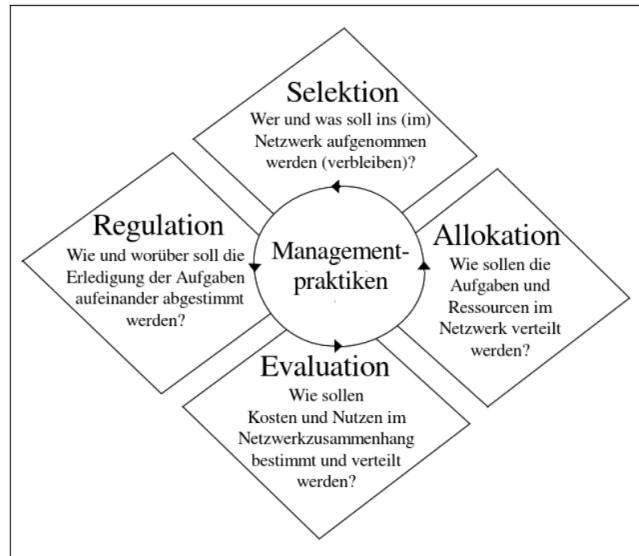 Selektion
Wer und was soll ins (im)
Netzwerk aufgenommen
werden (verbleiben)?
Regulation
Wie und worüber soll die
Erledigung der Aufgaben
aufeinander abgestimmt
werden?
Management-
praktiken
Allokation
Wie sollen die
Aufgaben und
Ressourcen im
Netzwerk verteilt
werden?
Evaluation
Wie sollen
Kosten und Nutzen im
Netzwerkzusammenhang
bestimmt und verteilt
werden?